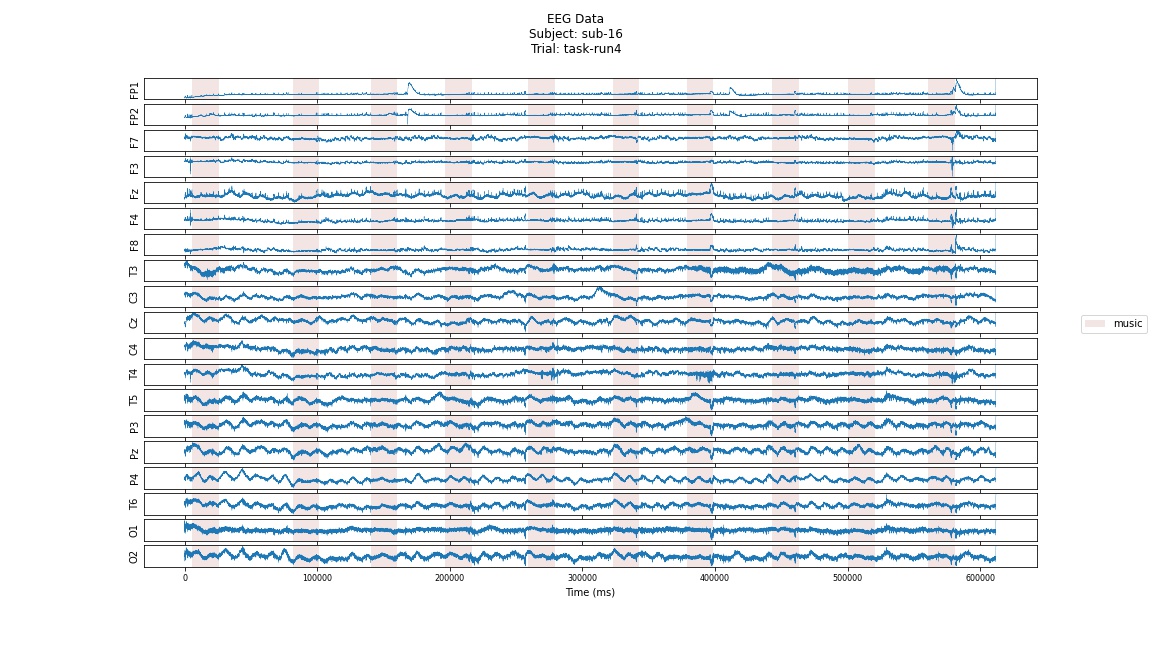 EEG Data
Subject: sub-16
Trial: task-run4
FP1
FP2
F7
F3
Fz
F4
F8
T3
C3
Cz
C4
T4
T5
P3
Pz
P4
T6
O1
O2
music
0 100000 200000 300000 400000 500000 600000
Time (ms)